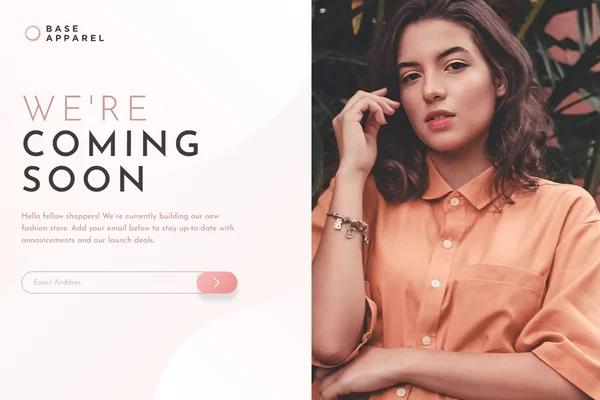 BASE
APPAREL
WE'RE
COMING
SOON
Hello fellow shoppers! We're currently building our new
fashion store. Add your email below to stay up-to-date with
annoincements and our launch deals.
Email Anddres